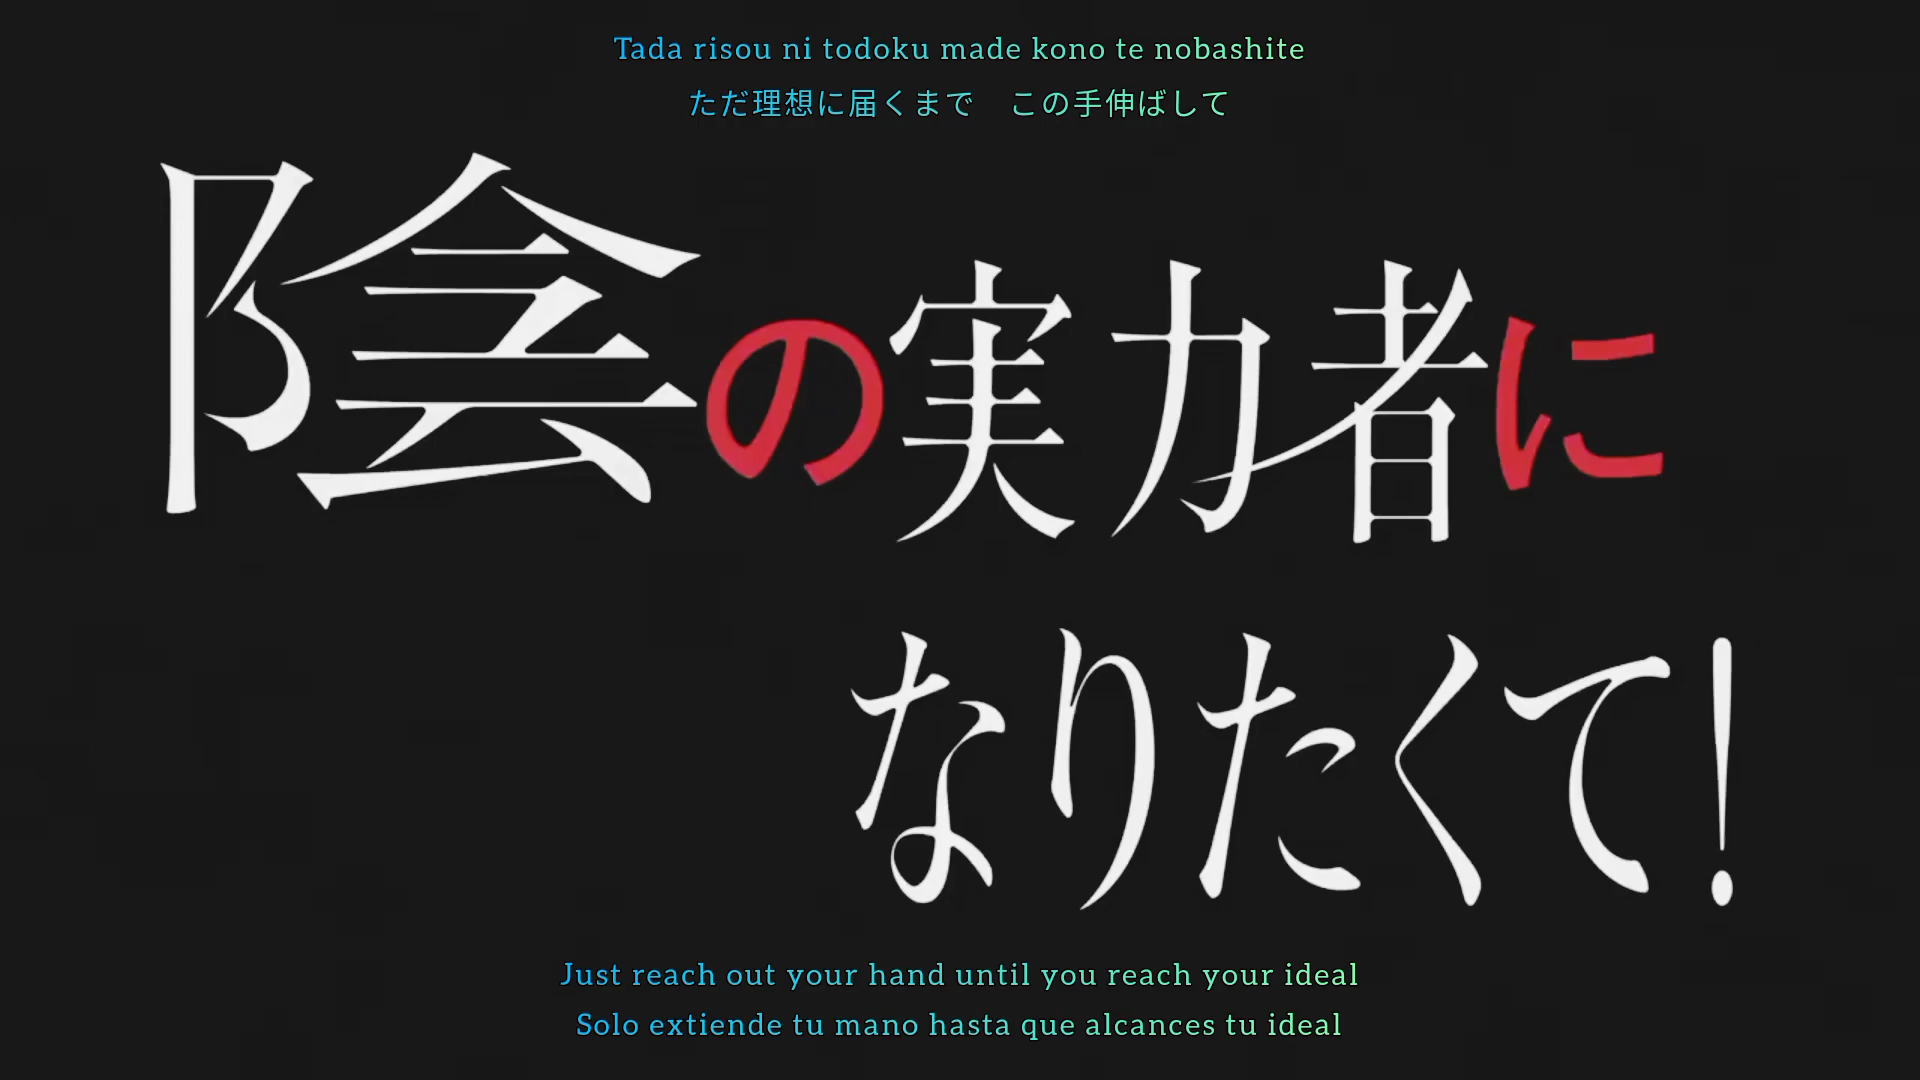 Tada risou ni todoku made kono te nobashite
ただ理想に届くまで　この手伸ばして
陰の実力者に
なりたくて!
Just reach out your hand until you reach your ideal
Solo extiende tu mano hasta que alcances tu ideal